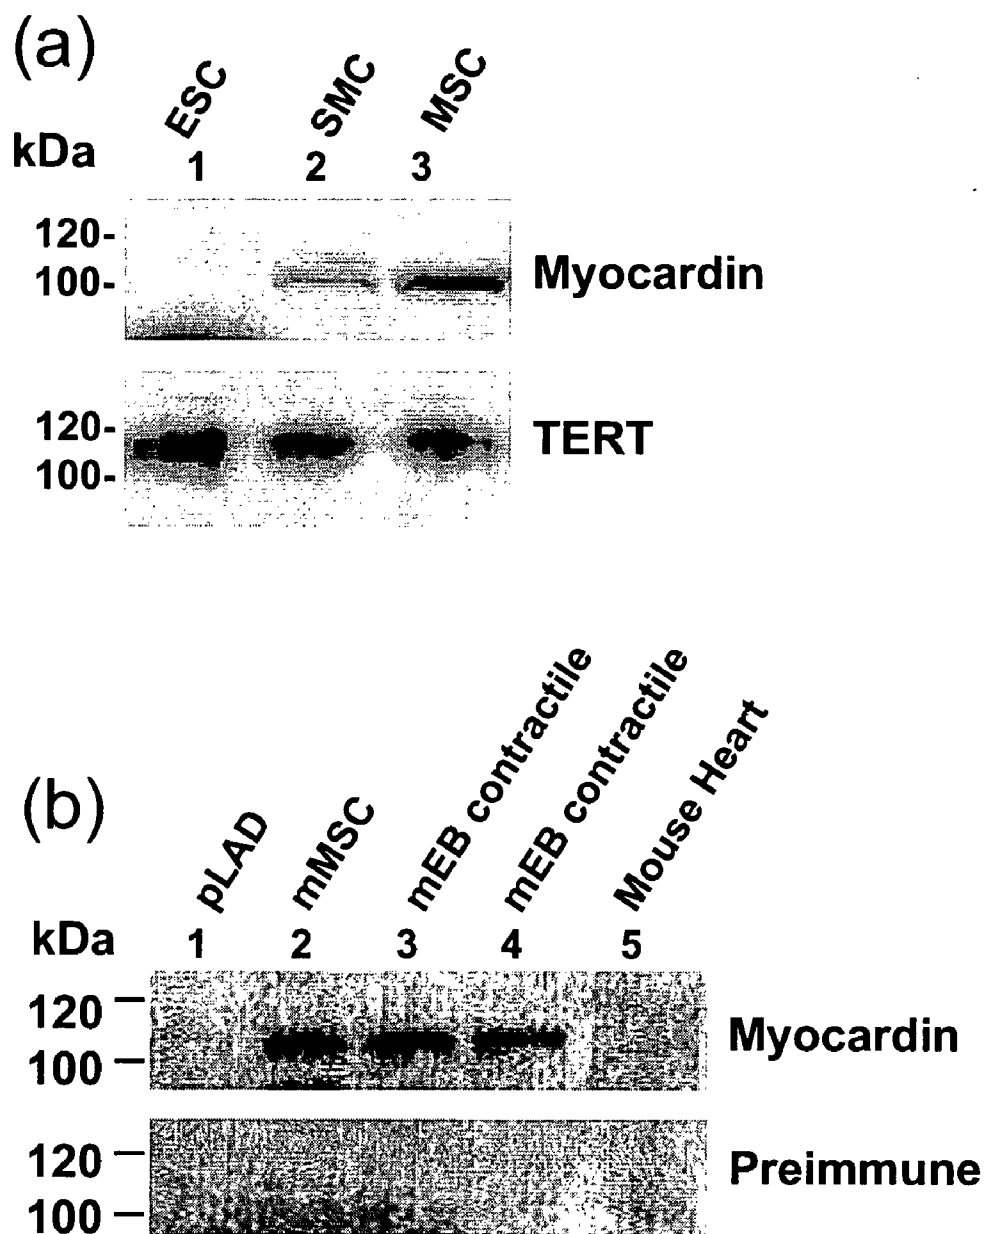 (a)
ESC SMC MSC
kDa 1 2 3
120-
100- Myocardin
120- TERT
100-
(b)
pLAD mMSC mEB contractile mEB contractile Mouse Heart
kDa 1 2 3 4 5
120
100 Myocardin
120 Preimmune
100